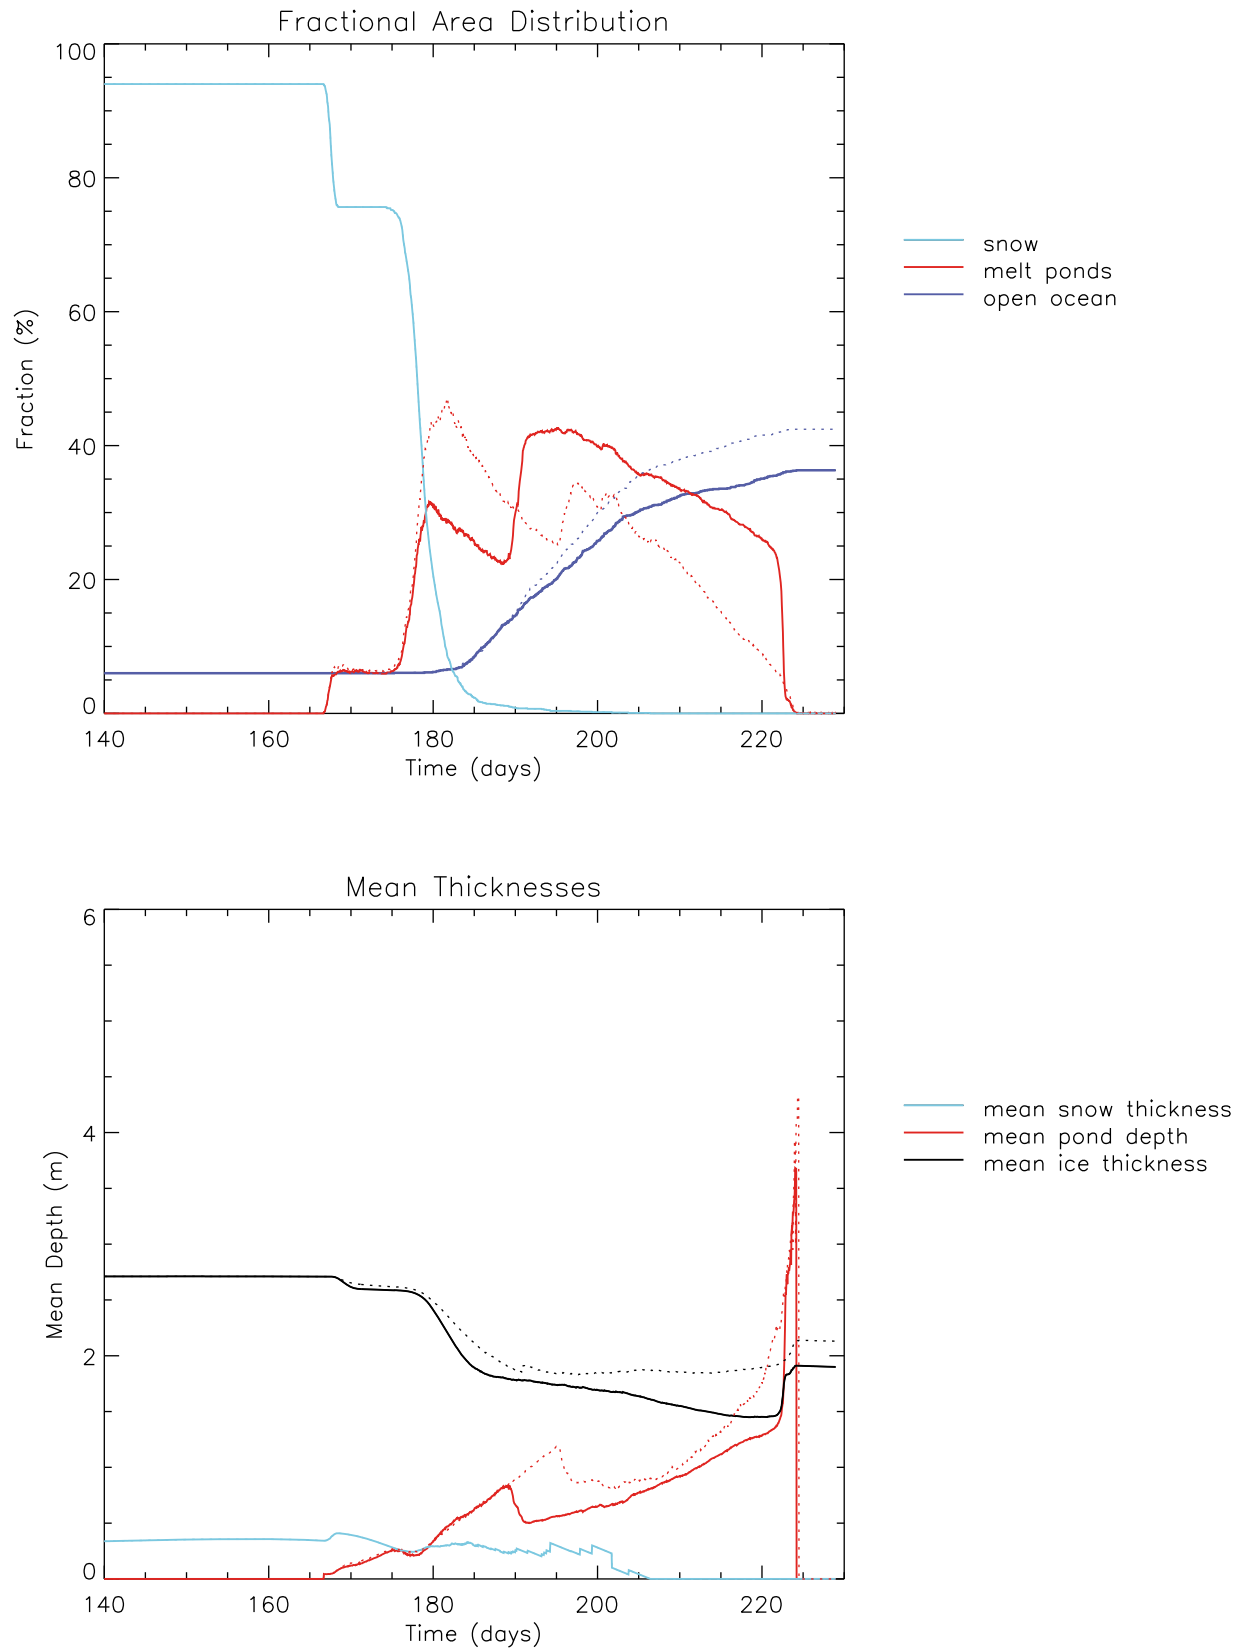 Fractional Area Distribution
100
80
60
40
20
0
Fraction (%)
140 160 180 200 220
Time (days)
snow
melt ponds
open ocean
Mean Thicknesses
6
4
2
0
Mean Depth (m)
140 160 180 200 220
Time (days)
mean snow thickness
mean pond depth
mean ice thickness